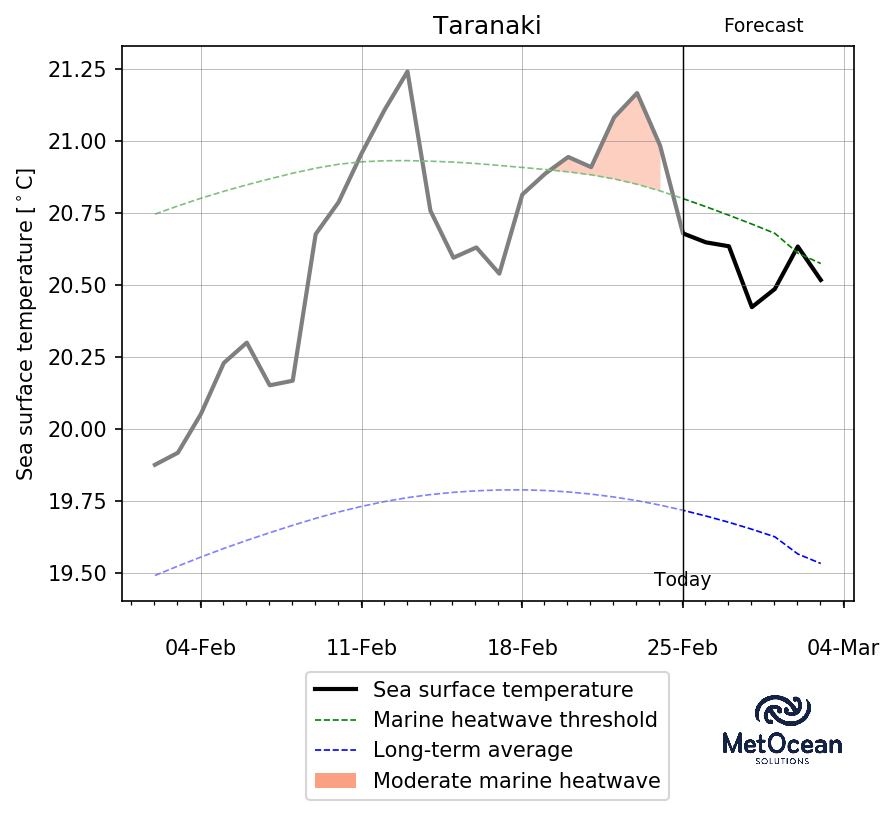 Taranaki
Forecast
Sea surface temperature [°C]
21.25
21.00
20.75
20.50
20.25
20.00
19.75
19.50
Today
04-Feb
11-Feb
18-Feb
25-Feb
04-Mar
Sea surface temperature
Marine heatwave threshold
Long-term average
Moderate marine heatwave
MetOcean
SOLUTIONS